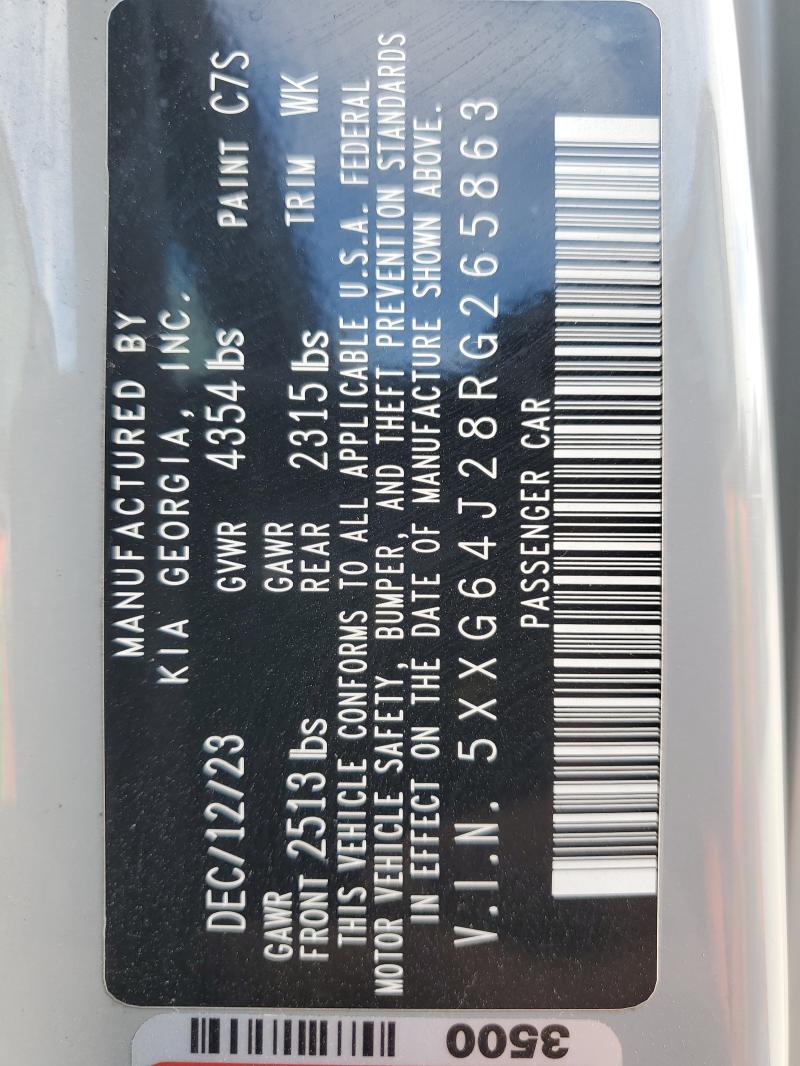 MANUFACTURED BY
KIA GEORGIA, INC.
DEC/12/23 GVWR 4354 lbs PAINT C7S
GAWR FRONT 2513 lbs GAWR REAR 2315 lbs TRIM WK
THIS VEHICLE CONFORMS TO ALL APPLICABLE U.S.A. FEDERAL
MOTOR VEHICLE SAFETY, BUMPER, AND THEFT PREVENTION STANDARDS
IN EFFECT ON THE DATE OF MANUFACTURE SHOWN ABOVE.
V.I.N. 5XXG64J28RG265863
PASSENGER CAR
3500